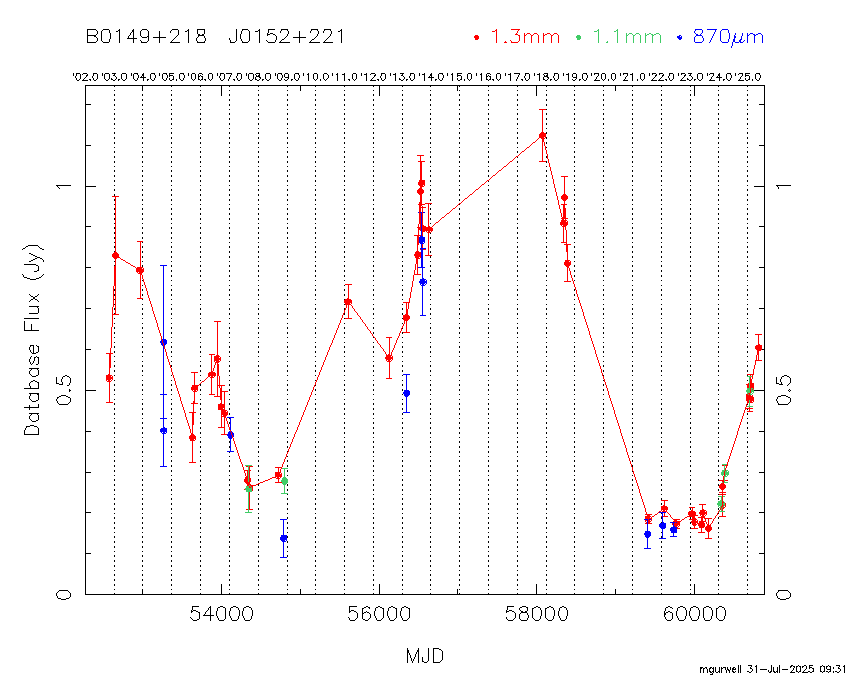 B0149+218 J0152+221 1.3mm 1.1mm 870μm
'02.0 '03.0 '04.0 '05.0 '06.0 '07.0 '08.0 '09.0 '10.0 '11.0 '12.0 '13.0 '14.0 '15.0 '16.0 '17.0 '18.0 '19.0 '20.0 '21.0 '22.0 '23.0 '24.0 '25.0
1 1
Database Flux (Jy)
0.5 0.5
0 0
54000 56000 58000 60000
MJD
mgurwell 31-Jul-2025 09:31